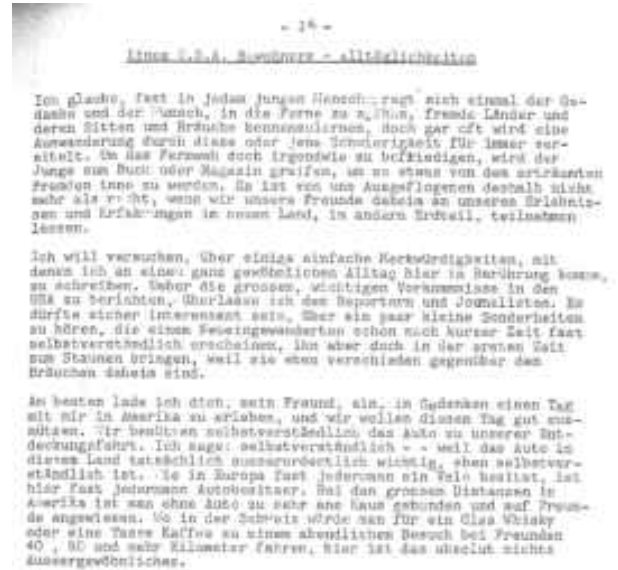 - 16 -
Eines U.S.A. Bewohners - Alltäglichkeiten
Ich glaube, fast in jedem jungen Mensch regt sich einmal der Ge-
danke und der Wunsch, in die Ferne zu ziehen, fremde Länder und
deren Sitten und Bräuche kennenzulernen, doch gar oft wird eine
Auswanderung durch diese oder jene Schwierigkeit für immer ver-
eitelt. Um das Fernweh doch irgendwie zu befriedigen, wird der
Junge zum Buch oder Magazin greifen, um so etwas von dem erträumten
Fremden inne zu werden. Es ist von uns Ausgeflogenen deshalb nicht
mehr als recht, wenn wir unsere Freunde daheim an unseren Erlebnis-
sen und Erfahrungen im neuen Land, im andern Erdteil, teilnehmen
lassen.
Ich will versuchen, über einige einfache Merkwürdigkeiten, mit
denen ich an einem ganz gewöhnlichen Alltag hier in Berührung komme,
zu schreiben. Ueber die grossen, wichtigen Vorkommnisse in den
USA zu berichten, überlasse ich den Reportern und Journalisten. Es
dürfte sicher interessant sein, über ein paar kleine Sonderheiten
zu hören, die einem Neueingewanderten schon nach kurzer Zeit fast
selbstverständlich erscheinen, ihn aber doch in der ersten Zeit
zum Staunen bringen, weil sie eben verschieden gegenüber den
Bräuchen daheim sind.
Am besten lade ich dich, mein Freund, ein, in Gedanken einen Tag
mit mir in Amerika zu erleben, und wir wollen diesen Tag gut aus-
nützen. Wir benützen selbstverständlich das Auto zu unserer Ent-
deckungsfahrt. Ich sage: selbstverständlich - - weil das Auto in
diesem Land tatsächlich ausserordentlich wichtig, eben selbstver-
ständlich ist. Wie in Europa fast jedermann ein Velo besitzt, ist
hier fast jedermann Autobesitzer. Bei den grossen Distanzen in
Amerika ist man ohne Auto zu sehr ans Haus gebunden und auf Freun-
de angewiesen. Wo in der Schweiz würde man für ein Glas Whisky
oder eine Tasse Kaffee zu einem abendlichen Besuch bei Freunden
40 , 50 und mehr Kilometer fahren, hier ist das absolut nichts
Aussergewöhnliches.